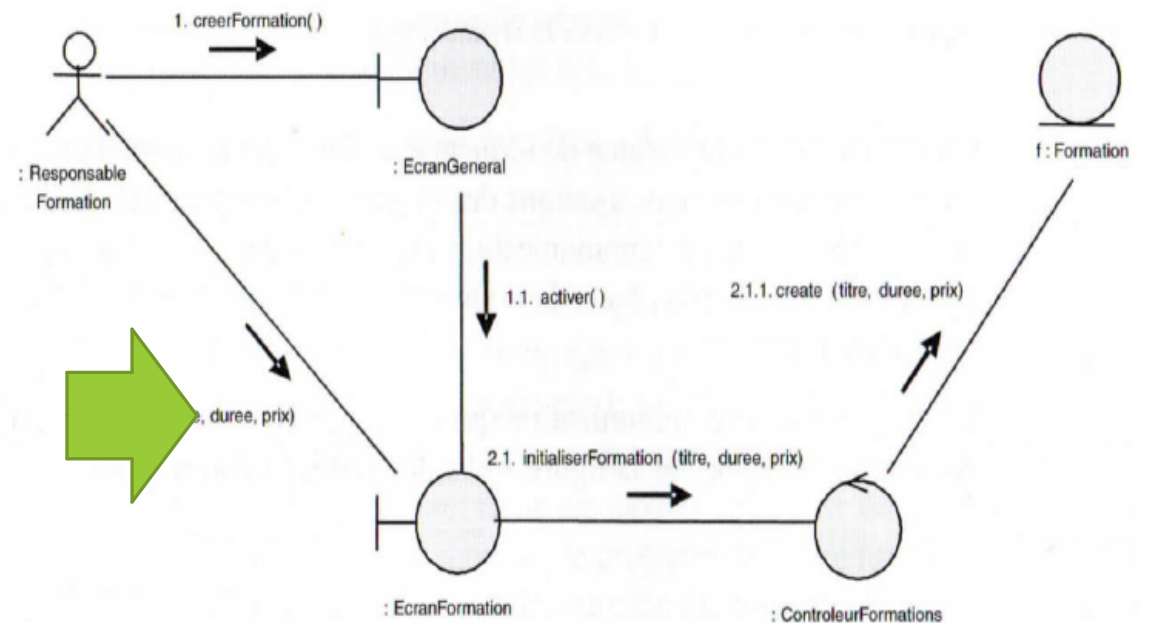 1. creerFormation( )
: Responsable
Formation
: EcranGeneral
f : Formation
1.1. activer( )
2.1.1. create (titre, duree, prix)
duree, prix)
2.1. initialiserFormation (titre, duree, prix)
: EcranFormation
: ControleurFormations